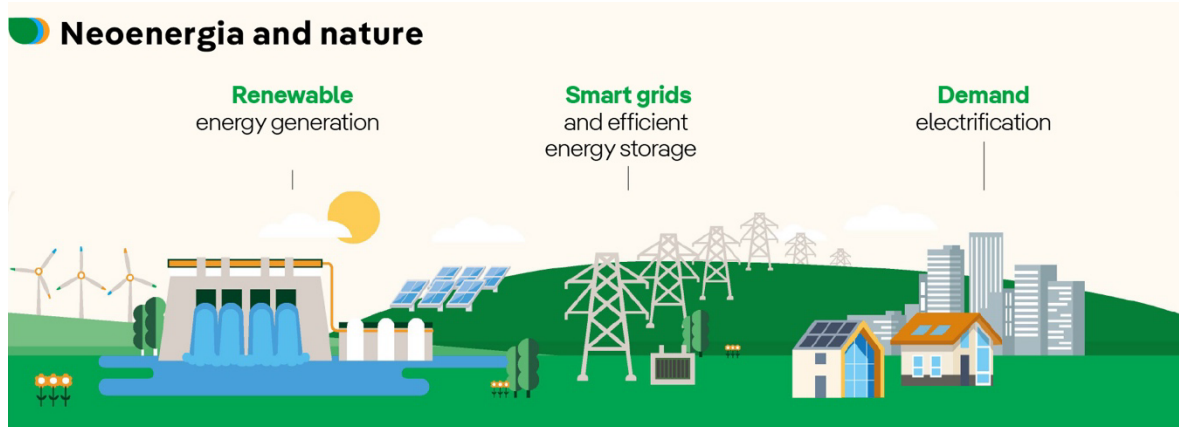 Neoenergia and nature
Renewable
energy generation
Smart grids
and efficient
energy storage
Demand
electrification